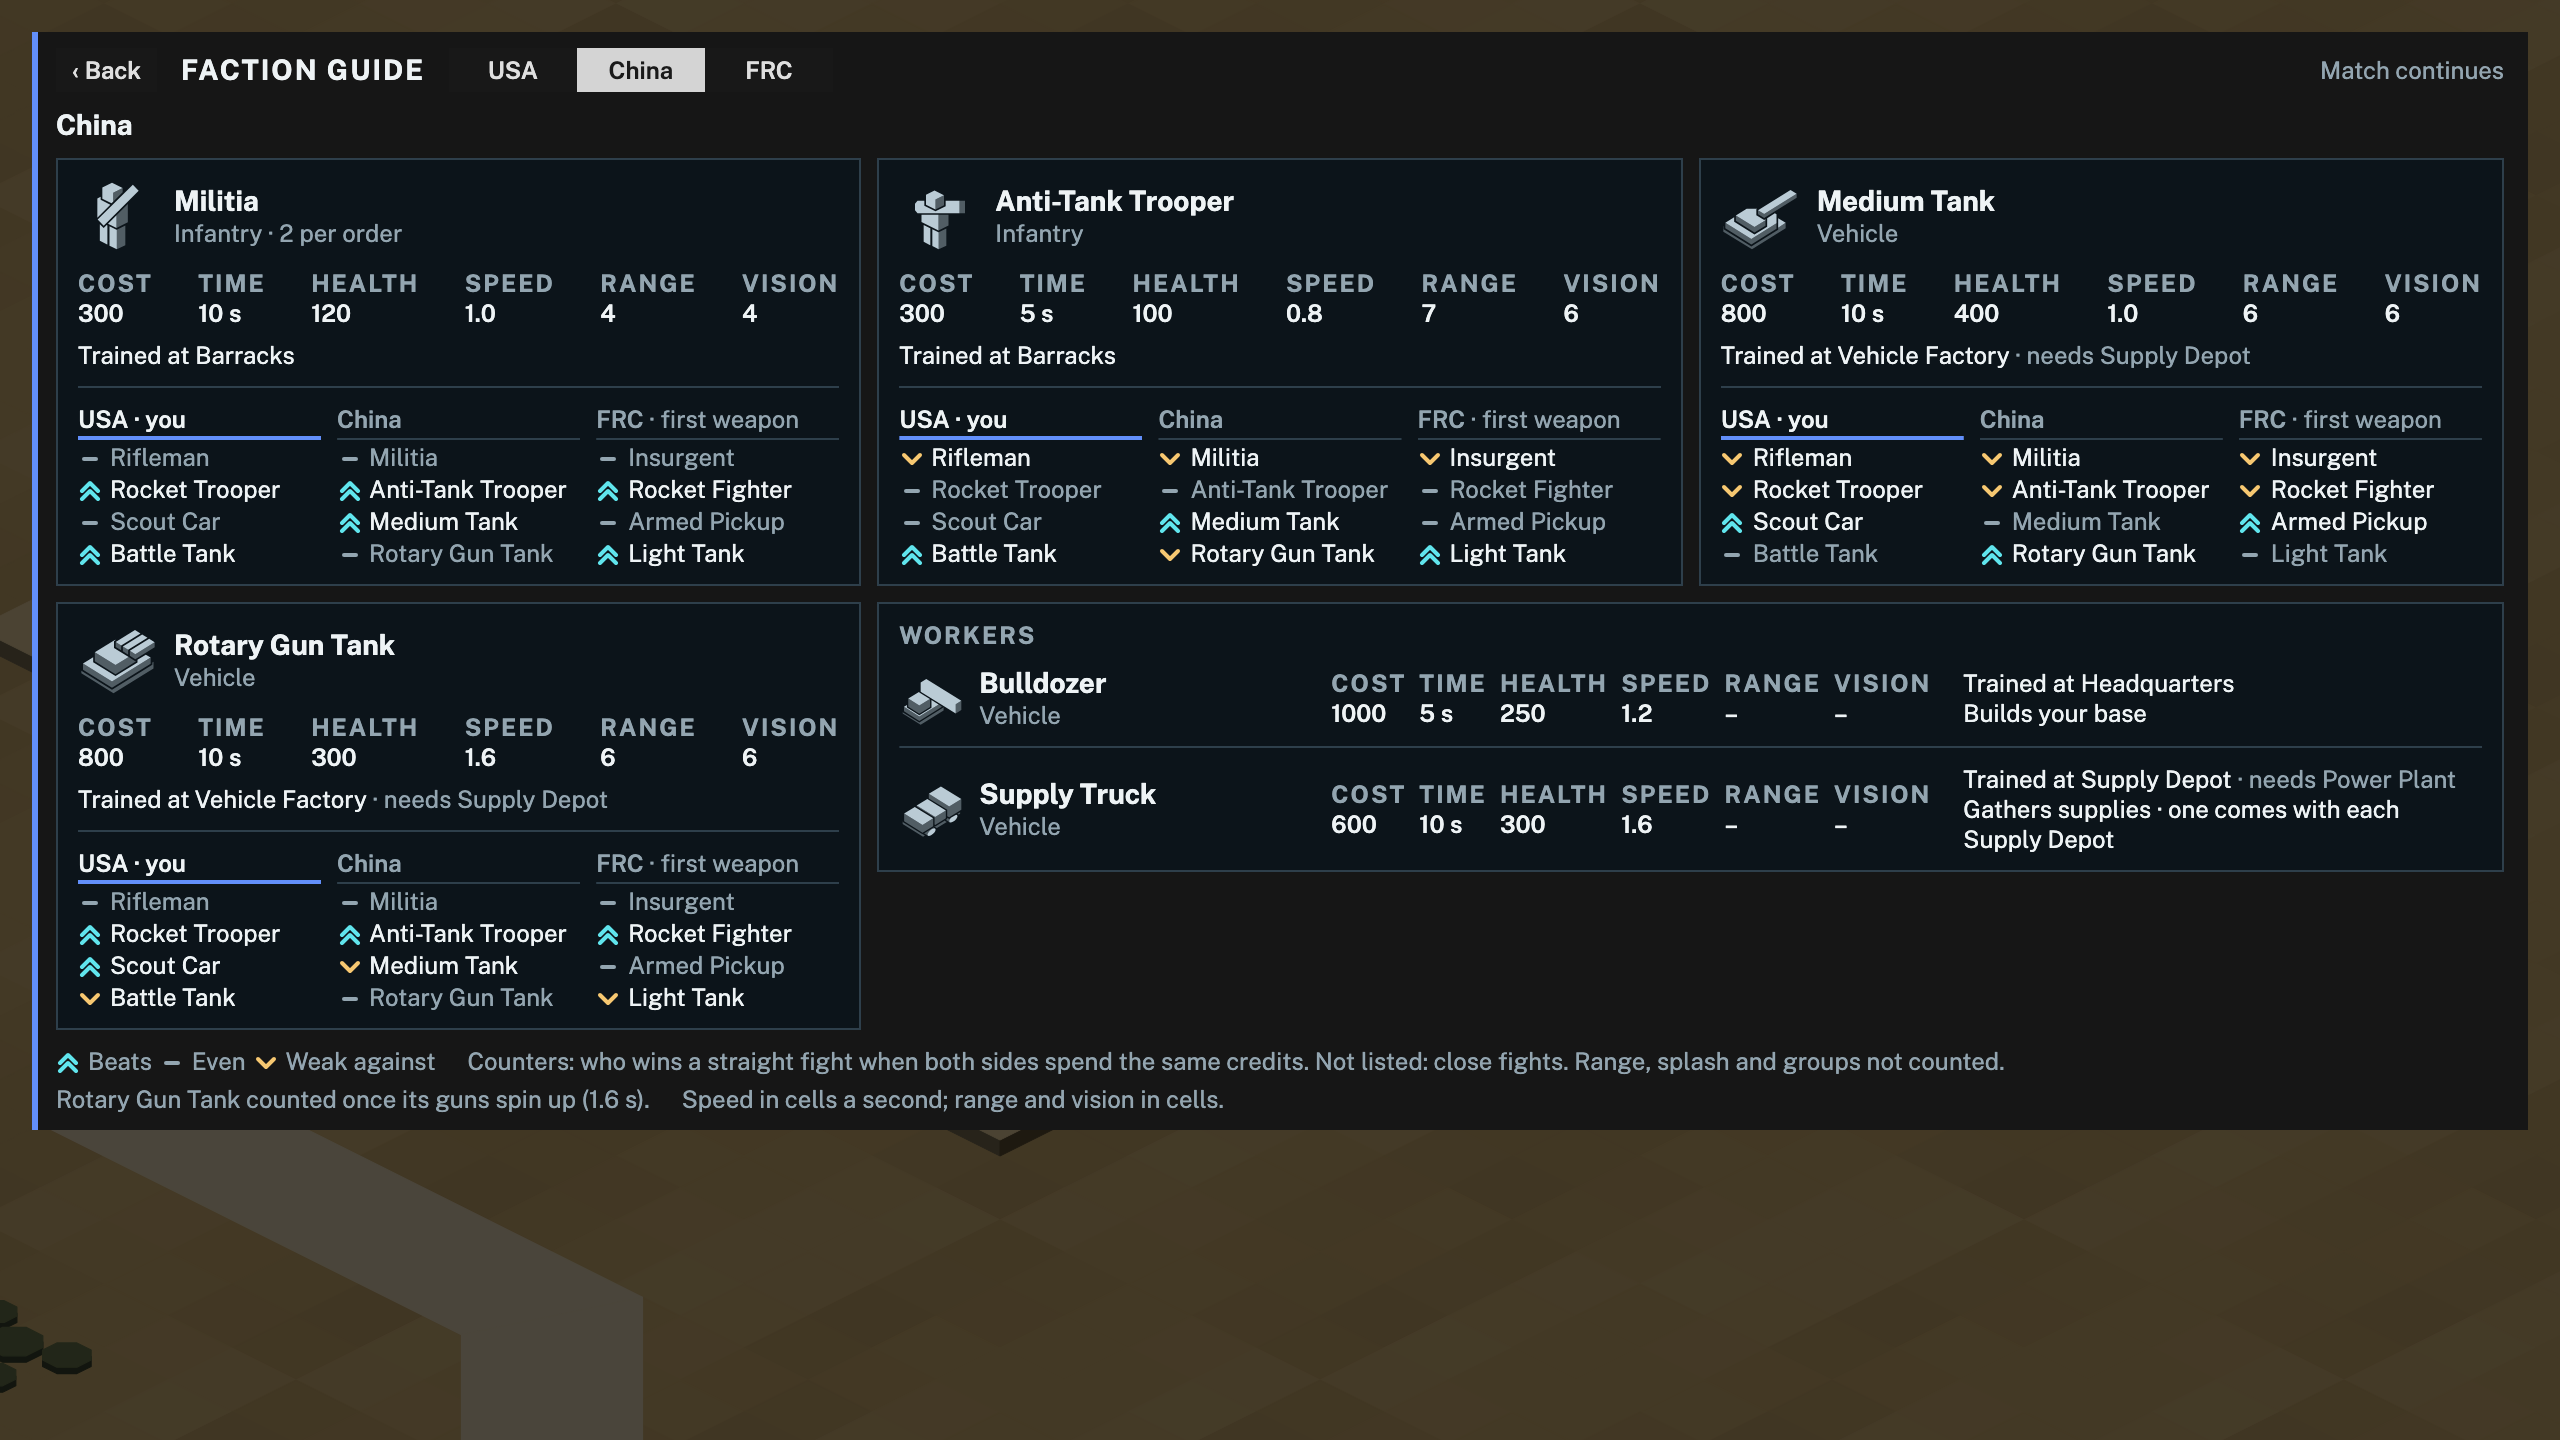 ‹ Back FACTION GUIDE USA China FRC Match continues
China
Militia
Infantry · 2 per order
COST TIME HEALTH SPEED RANGE VISION
300 10 s 120 1.0 4 4
Trained at Barracks
USA · you China FRC · first weapon
– Rifleman – Militia – Insurgent
Rocket Trooper Anti-Tank Trooper Rocket Fighter
– Scout Car Medium Tank – Armed Pickup
Battle Tank – Rotary Gun Tank Light Tank
Anti-Tank Trooper
Infantry
COST TIME HEALTH SPEED RANGE VISION
300 5 s 100 0.8 7 6
Trained at Barracks
USA · you China FRC · first weapon
Rifleman Militia Insurgent
– Rocket Trooper – Anti-Tank Trooper – Rocket Fighter
– Scout Car Medium Tank – Armed Pickup
Battle Tank Rotary Gun Tank Light Tank
Medium Tank
Vehicle
COST TIME HEALTH SPEED RANGE VISION
800 10 s 400 1.0 6 6
Trained at Vehicle Factory · needs Supply Depot
USA · you China FRC · first weapon
Rifleman Militia Insurgent
Rocket Trooper Anti-Tank Trooper Rocket Fighter
Scout Car – Medium Tank Armed Pickup
– Battle Tank Rotary Gun Tank – Light Tank
Rotary Gun Tank
Vehicle
COST TIME HEALTH SPEED RANGE VISION
800 10 s 300 1.6 6 6
Trained at Vehicle Factory · needs Supply Depot
USA · you China FRC · first weapon
– Rifleman – Militia – Insurgent
Rocket Trooper Anti-Tank Trooper Rocket Fighter
Scout Car Medium Tank – Armed Pickup
Battle Tank – Rotary Gun Tank Light Tank
WORKERS
Bulldozer
Vehicle
COST TIME HEALTH SPEED RANGE VISION
1000 5 s 250 1.2 – –
Trained at Headquarters
Builds your base
Supply Truck
Vehicle
COST TIME HEALTH SPEED RANGE VISION
600 10 s 300 1.6 – –
Trained at Supply Depot · needs Power Plant
Gathers supplies · one comes with each
Supply Depot
Beats – Even Weak against Counters: who wins a straight fight when both sides spend the same credits. Not listed: close fights. Range, splash and groups not counted.
Rotary Gun Tank counted once its guns spin up (1.6 s). Speed in cells a second; range and vision in cells.